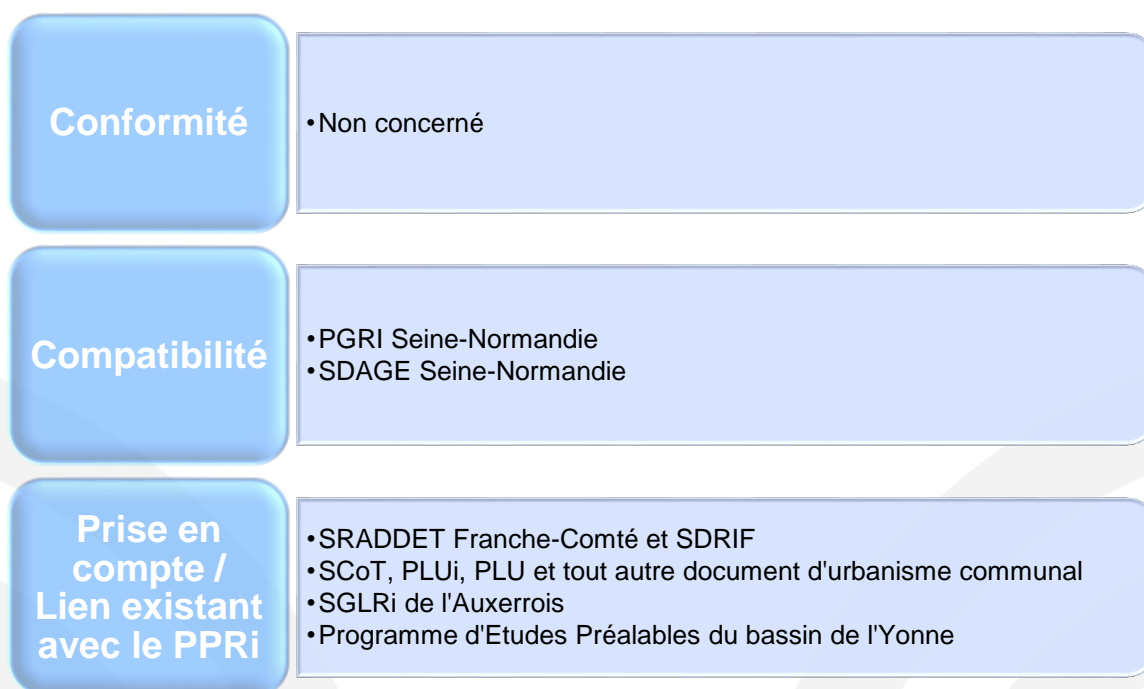 Conformité
•Non concerné
Compatibilité
•PGRI Seine-Normandie
•SDAGE Seine-Normandie
Prise en
compte /
Lien existant
avec le PPRi
•SRADDET Franche-Comté et SDRIF
•SCoT, PLUi, PLU et tout autre document d'urbanisme communal
•SGLRi de l'Auxerrois
•Programme d'Etudes Préalables du bassin de l'Yonne